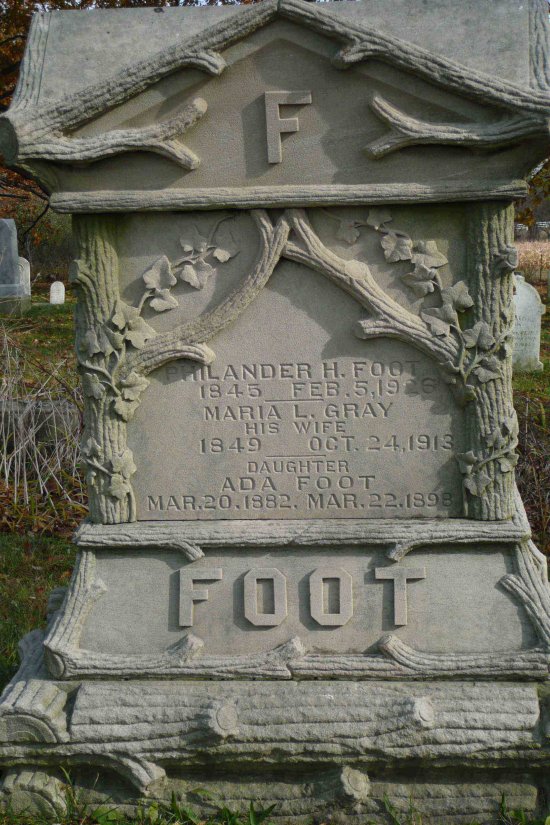 F
PHILANDER H. FOOT
1845 FEB. 5, 1926
MARIA L. GRAY
HIS WIFE
1849 OCT. 24, 1913
DAUGHTER
ADA FOOT
MAR. 20. 1882. MAR. 22. 1898
FOOT